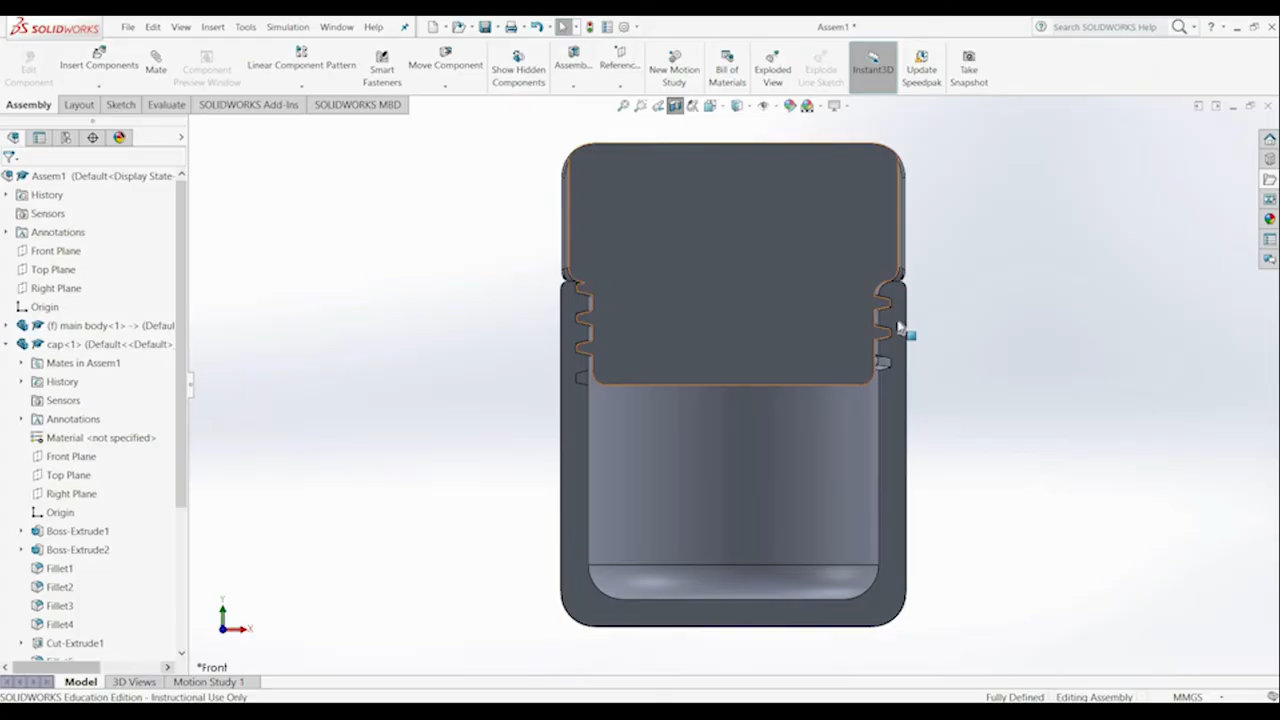 SOLIDWORKS File Edit View Insert Tools Simulation Window Help Assem1 * Search SOLIDWORKS Help ?
Edit Component
Insert Components
Mate
Component Preview Window
Linear Component Pattern
Smart Fasteners
Move Component
Show Hidden Components
Assemb...
Referenc...
New Motion Study
Bill of Materials
Exploded View
Explode Line Sketch
Instant3D
Update Speedpak
Take Snapshot
Assembly Layout Sketch Evaluate SOLIDWORKS Add-Ins SOLIDWORKS MBD
Assem1 (Default<Display State-
History
Sensors
Annotations
Front Plane
Top Plane
Right Plane
Origin
(f) main body<1> -> (Defaul
cap<1> (Default<<Default>_
Mates in Assem1
History
Sensors
Annotations
Material <not specified>
Front Plane
Top Plane
Right Plane
Origin
Boss-Extrude1
Boss-Extrude2
Fillet1
Fillet2
Fillet3
Fillet4
Cut-Extrude1
Y
X
*Front
Model 3D Views Motion Study 1
SOLIDWORKS Education Edition - Instructional Use Only Fully Defined Editing Assembly MMGS